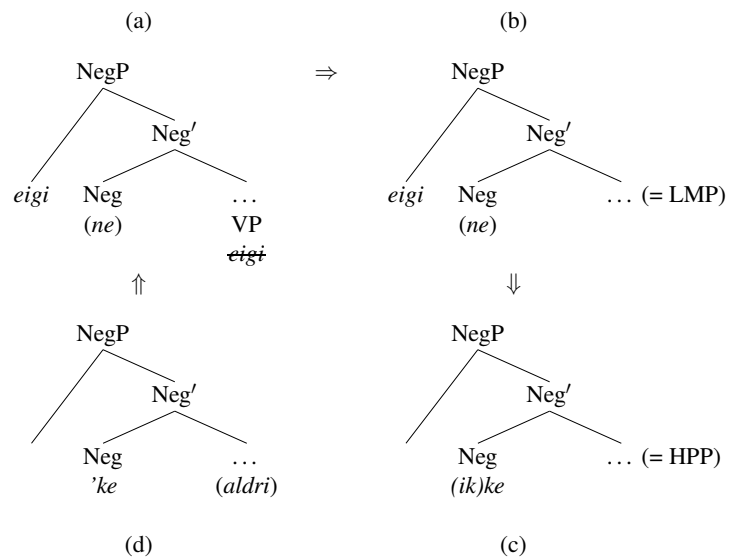 (a) (b)
NegP ⇒ NegP
Neg′ Neg′
eigi Neg … eigi Neg … (= LMP)
(ne) VP (ne)
eigi
⇑ ⇓
NegP NegP
Neg′ Neg′
Neg … Neg … (= HPP)
’ke (aldri) (ik)ke
(d) (c)